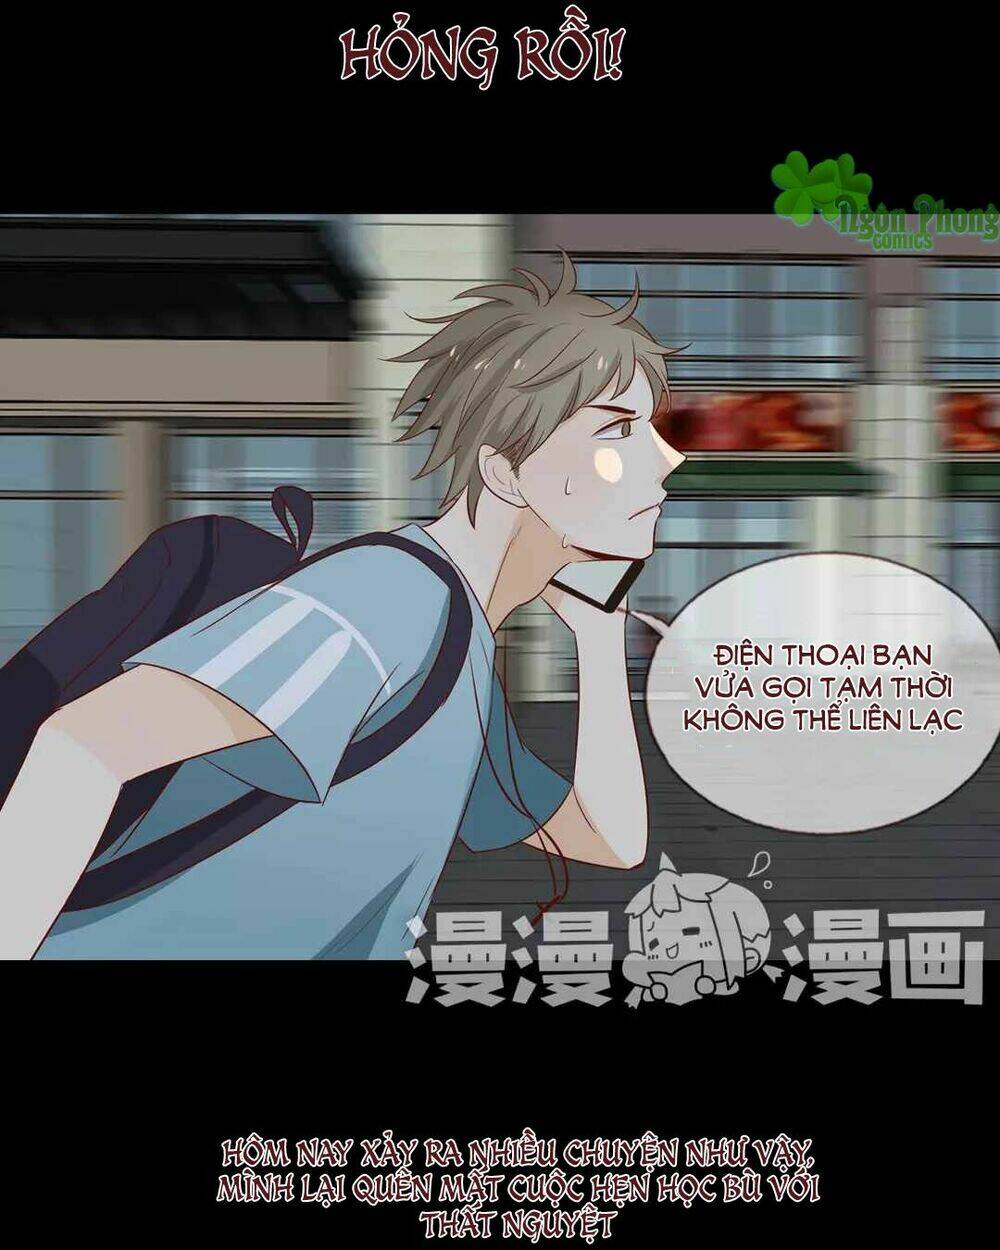 HỎNG RỒI!
Ngôn Phong
COMICS
ĐIỆN THOẠI BẠN
VỪA GỌI TẠM THỜI
KHÔNG THỂ LIÊN LẠC
漫漫漫画
HÔM NAY XẢY RA NHIỀU CHUYỆN NHƯ VẬY,
MÌNH LẠI QUÊN MẤT CUỘC HẸN HỌC BÙ VỚI
THẤT NGUYỆT